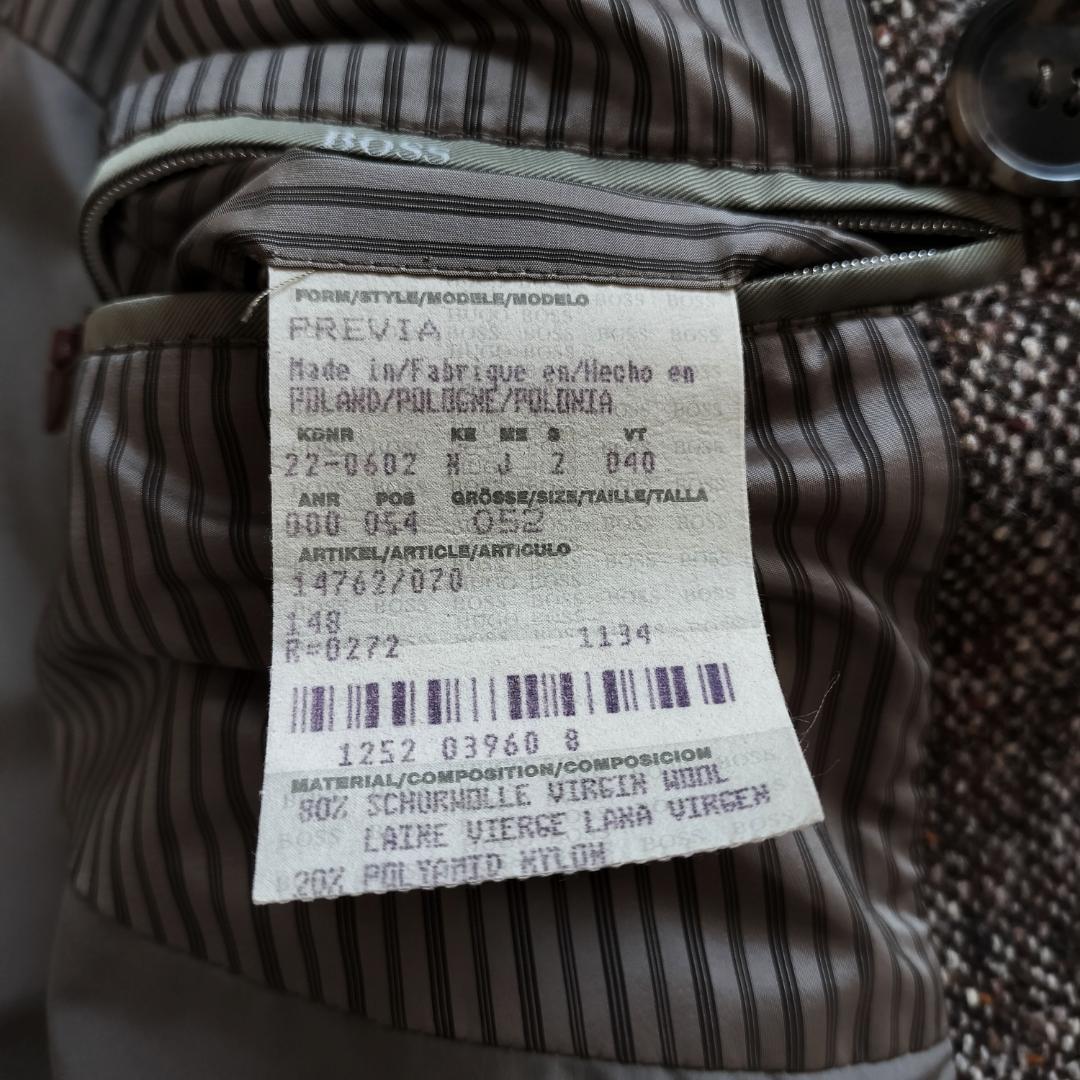 BOSS
FORM/STYLE/MODELE/MODELO
PREVIA
Made in/Fabrique en/Hecho en
POLAND/POLOGNE/POLONIA
KDNR KE ME S VT
22-0602 N J 2 040
ANR POS GRÖSSE/SIZE/TAILLE/TALLA
000 054 052
ARTIKEL/ARTICLE/ARTICULO
14762/070
148
R-0272 1134
1252 03960 8
MATERIAL/COMPOSITION/COMPOSICIOM
80% SCHURWOLLE VIRGIN WOOL
LAINE VIERGE LANA VIRGEN
20% POLYAMID NYLON